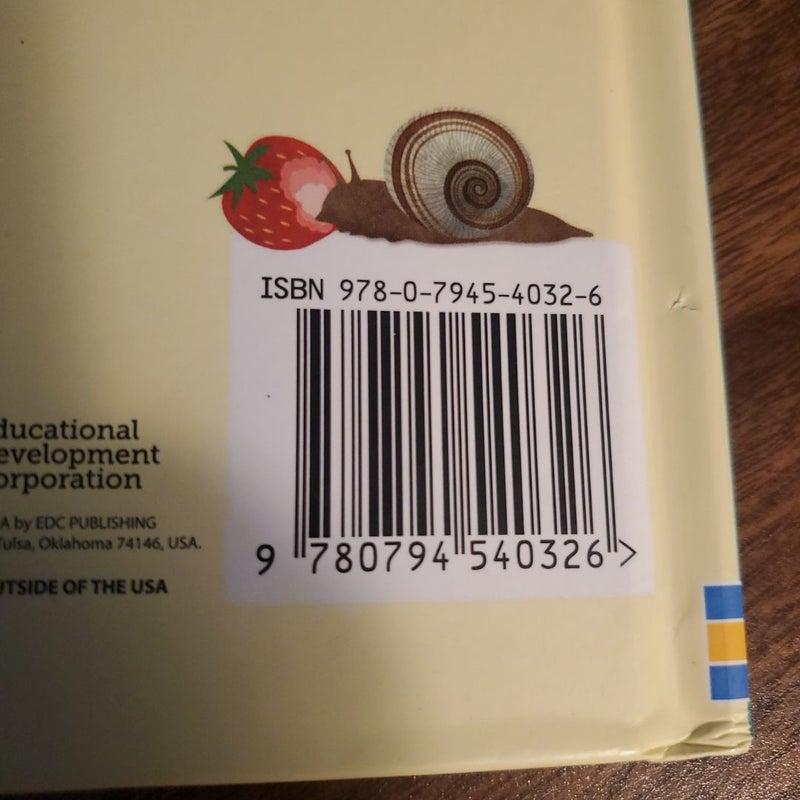 ISBN 978-0-7945-4032-6
9 780794 540326 >
ducational
evelopment
orporation
A by EDC PUBLISHING
Tulsa, Oklahoma 74146, USA.
UTSIDE OF THE USA